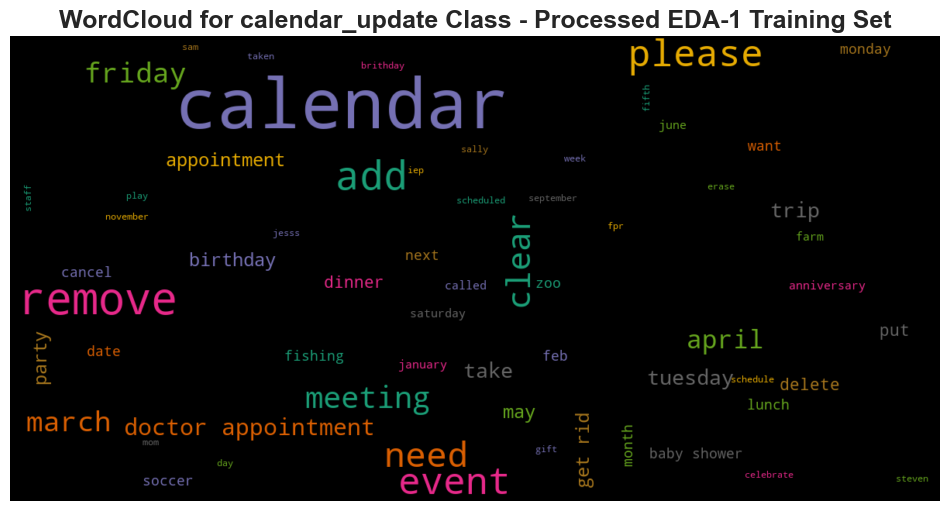 WordCloud for calendar_update Class - Processed EDA-1 Training Set
sam
taken
brithday
please
monday
friday
calendar
fifth
june
want
appointment
add
iep
sally
week
erase
staff
play
scheduled
september
trip
november
clear
fpr
farm
jesss
birthday
next
cancel
dinner
called
zoo
anniversary
remove
saturday
put
april
party
date
fishing
january
feb
take
tuesday
schedule
delete
meeting
may
lunch
march
doctor appointment
get rid
month
mom
need
gift
baby shower
day
soccer
event
celebrate
steven